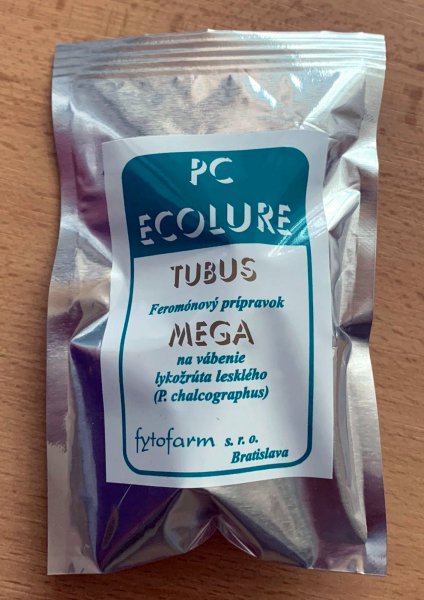 PC
ECOLURE
TUBUS
Feromónový prípravok
MEGA
na vábenie
lykožrúta lesklého
(P. chalcographus)
fytofarm s. r. o.
Bratislava